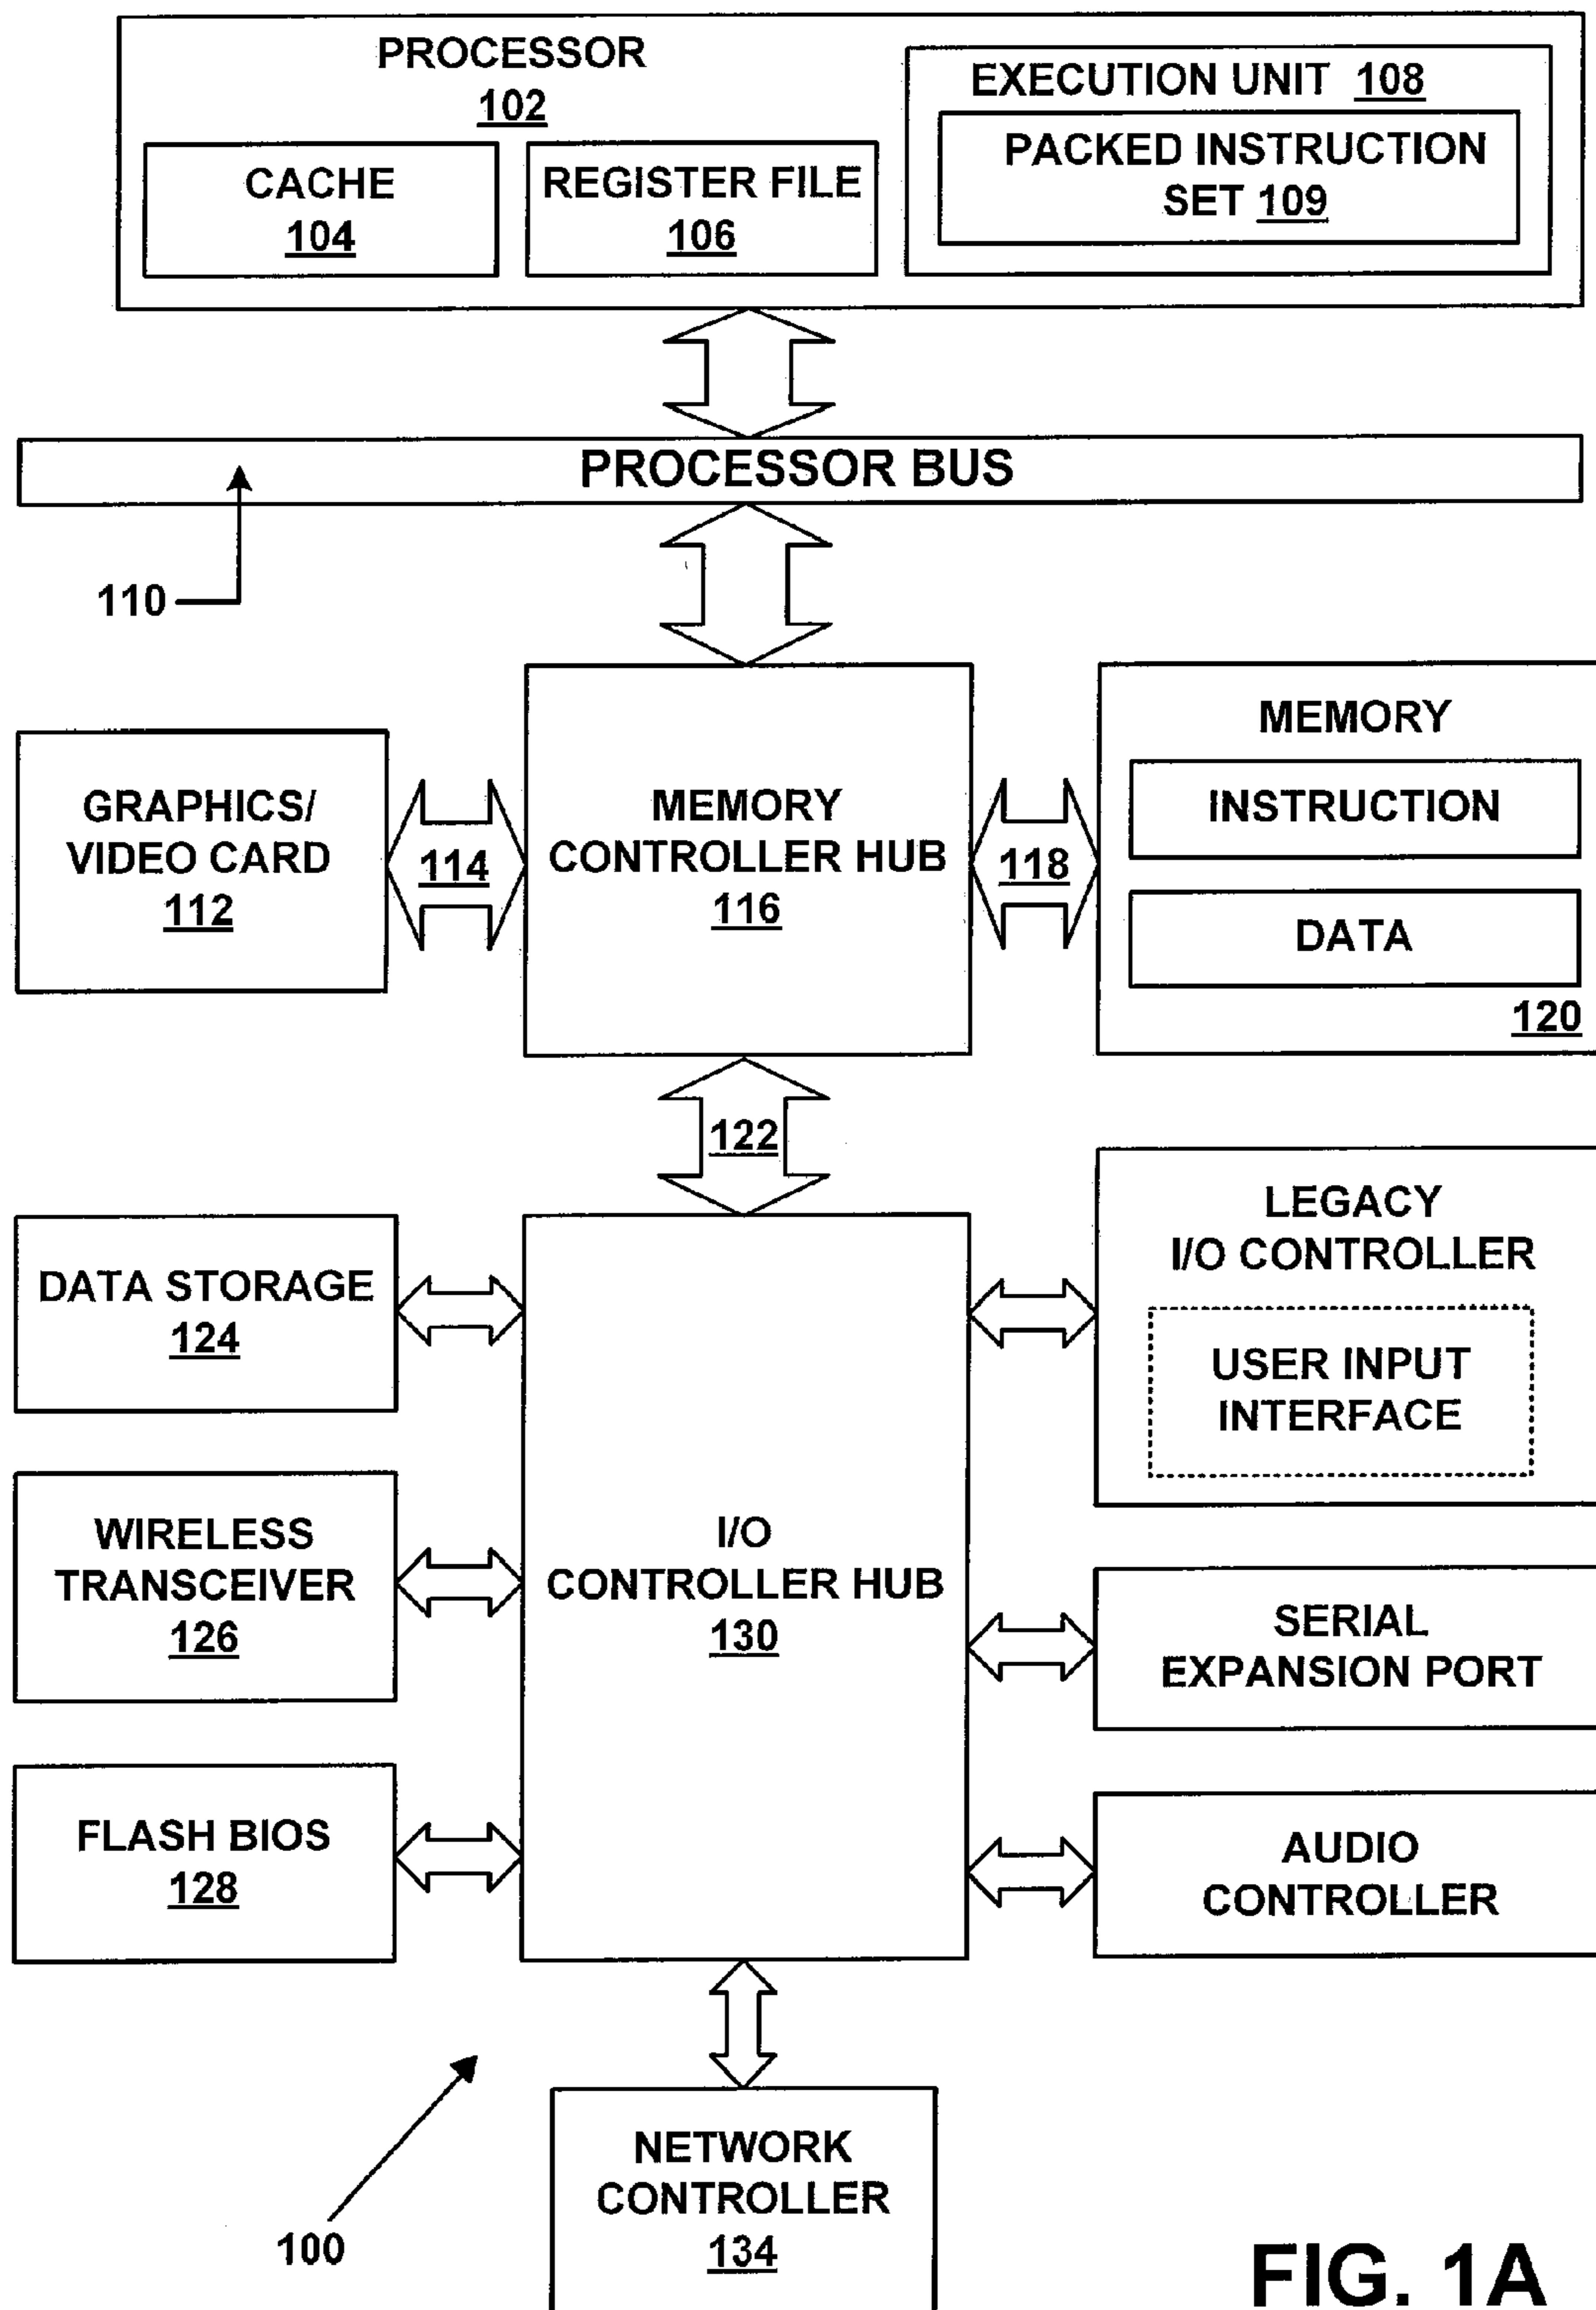 PROCESSOR
102
CACHE
104
REGISTER FILE
106
EXECUTION UNIT 108
PACKED INSTRUCTION
SET 109
PROCESSOR BUS
110
GRAPHICS/
VIDEO CARD
112
114
MEMORY
CONTROLLER HUB
116
118
MEMORY
INSTRUCTION
DATA
120
122
DATA STORAGE
124
WIRELESS
TRANSCEIVER
126
FLASH BIOS
128
I/O
CONTROLLER HUB
130
LEGACY
I/O CONTROLLER
USER INPUT
INTERFACE
SERIAL
EXPANSION PORT
AUDIO
CONTROLLER
NETWORK
CONTROLLER
134
100
FIG. 1A